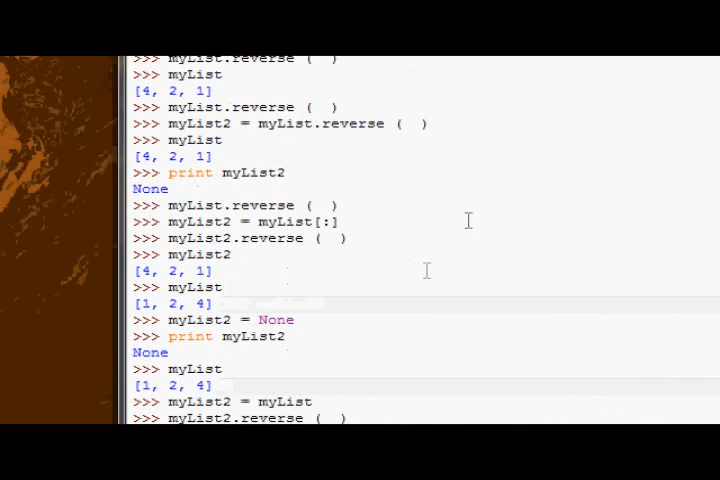 >>> myList.reverse (  )
>>> myList
[4, 2, 1]
>>> myList.reverse (  )
>>> myList2 = myList.reverse (  )
>>> myList
[4, 2, 1]
>>> print myList2
None
>>> myList.reverse (  )
>>> myList2 = myList[:]
>>> myList2.reverse (  )
>>> myList2
[4, 2, 1]
>>> myList
[1, 2, 4]
>>> myList2 = None
>>> print myList2
None
>>> myList
[1, 2, 4]
>>> myList2 = myList
>>> myList2.reverse (  )